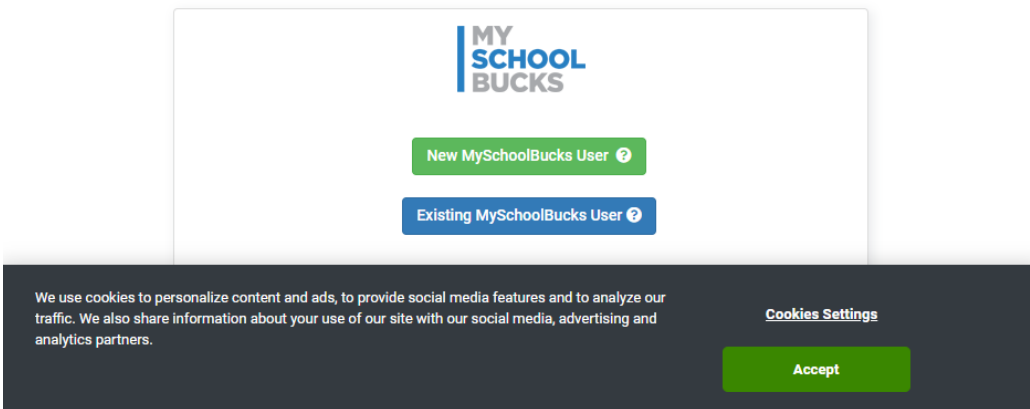 MY
SCHOOL
BUCKS
New MySchoolBucks User ?
Existing MySchoolBucks User ?
We use cookies to personalize content and ads, to provide social media features and to analyze our
traffic. We also share information about your use of our site with our social media, advertising and
analytics partners.
Cookies Settings
Accept